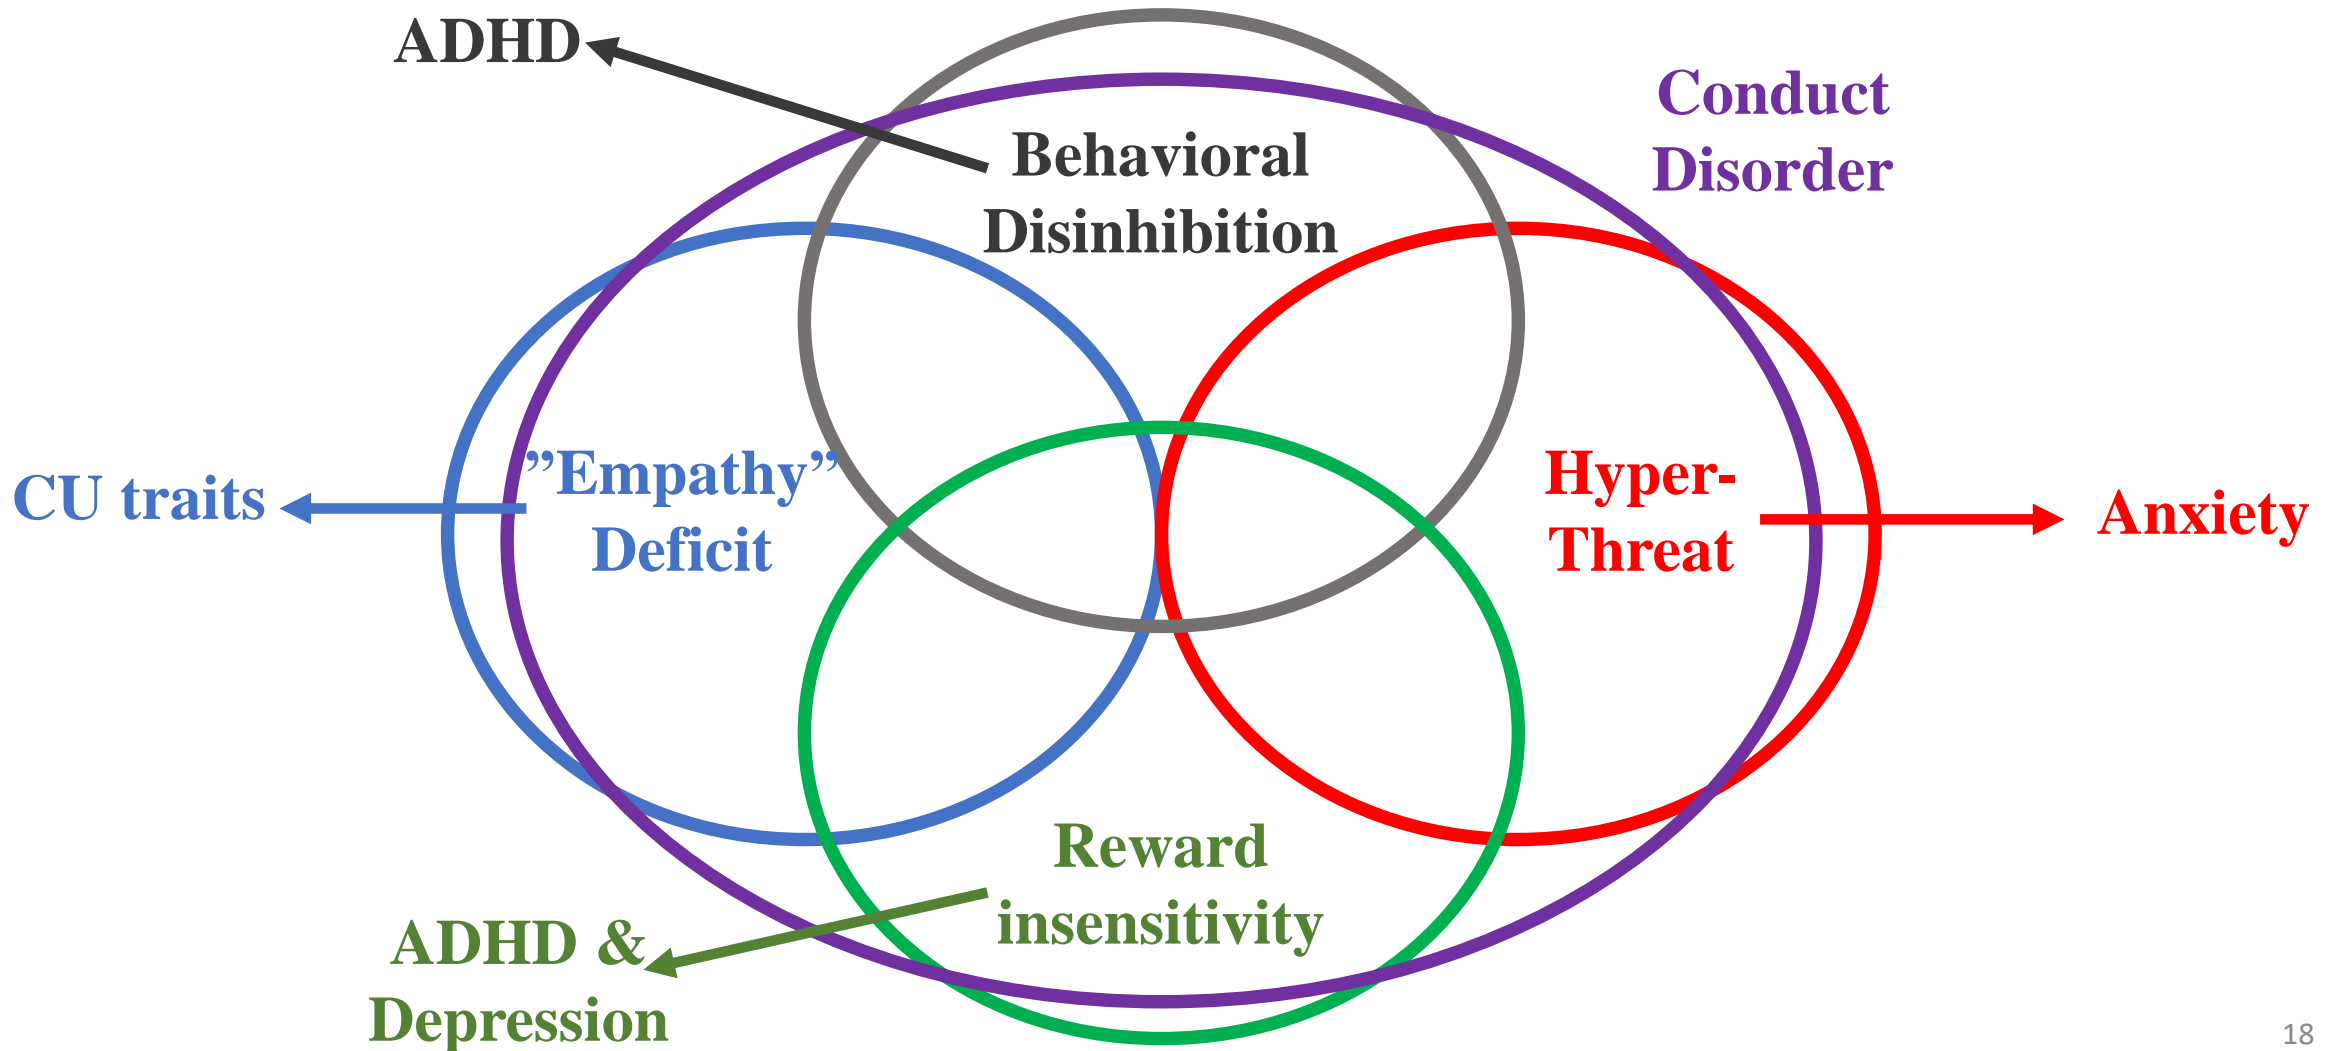 ADHD
Conduct
Disorder
Behavioral
Disinhibition
CU traits
”Empathy”
Deficit
Hyper-
Threat
Anxiety
Reward
insensitivity
ADHD &
Depression
18